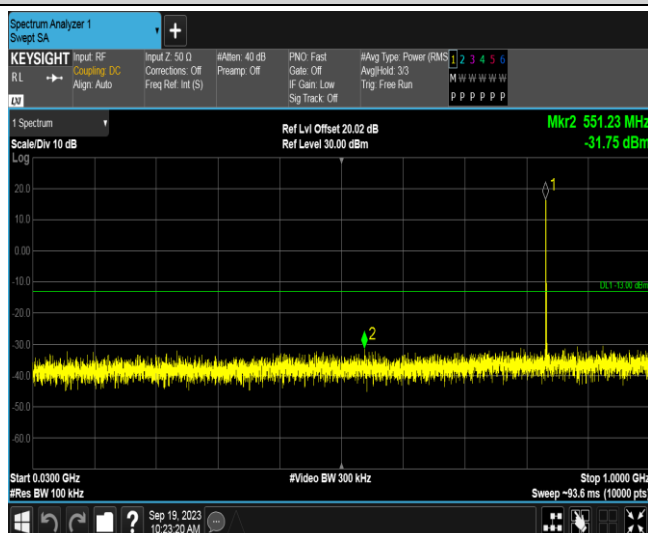 Spectrum Analyzer 1
Swept SA
+
KEYSIGHT
RL
LXI
Input: RF
Coupling: DC
Align: Auto
Input Z: 50 Ω
Corrections: Off
Freq Ref: Int (S)
#Atten: 40 dB
Preamp: Off
PNO: Fast
Gate: Off
IF Gain: Low
Sig Track: Off
#Avg Type: Power (RMS
Avg|Hold: 3/3
Trig: Free Run
1 2 3 4 5 6
M W W W W W
P P P P P P
1 Spectrum
Scale/Div 10 dB
Log
Ref Lvl Offset 20.02 dB
Ref Level 30.00 dBm
Mkr2 551.23 MHz
-31.75 dBm
1
20.0
10.0
0.00
-10.0
DL1 -13.00 dBm
-20.0
2
-30.0
-40.0
-50.0
-60.0
Start 0.0300 GHz
#Res BW 100 kHz
#Video BW 300 kHz
Stop 1.0000 GHz
Sweep ~93.6 ms (10000 pts)
?
Sep 19, 2023
10:23:20 AM